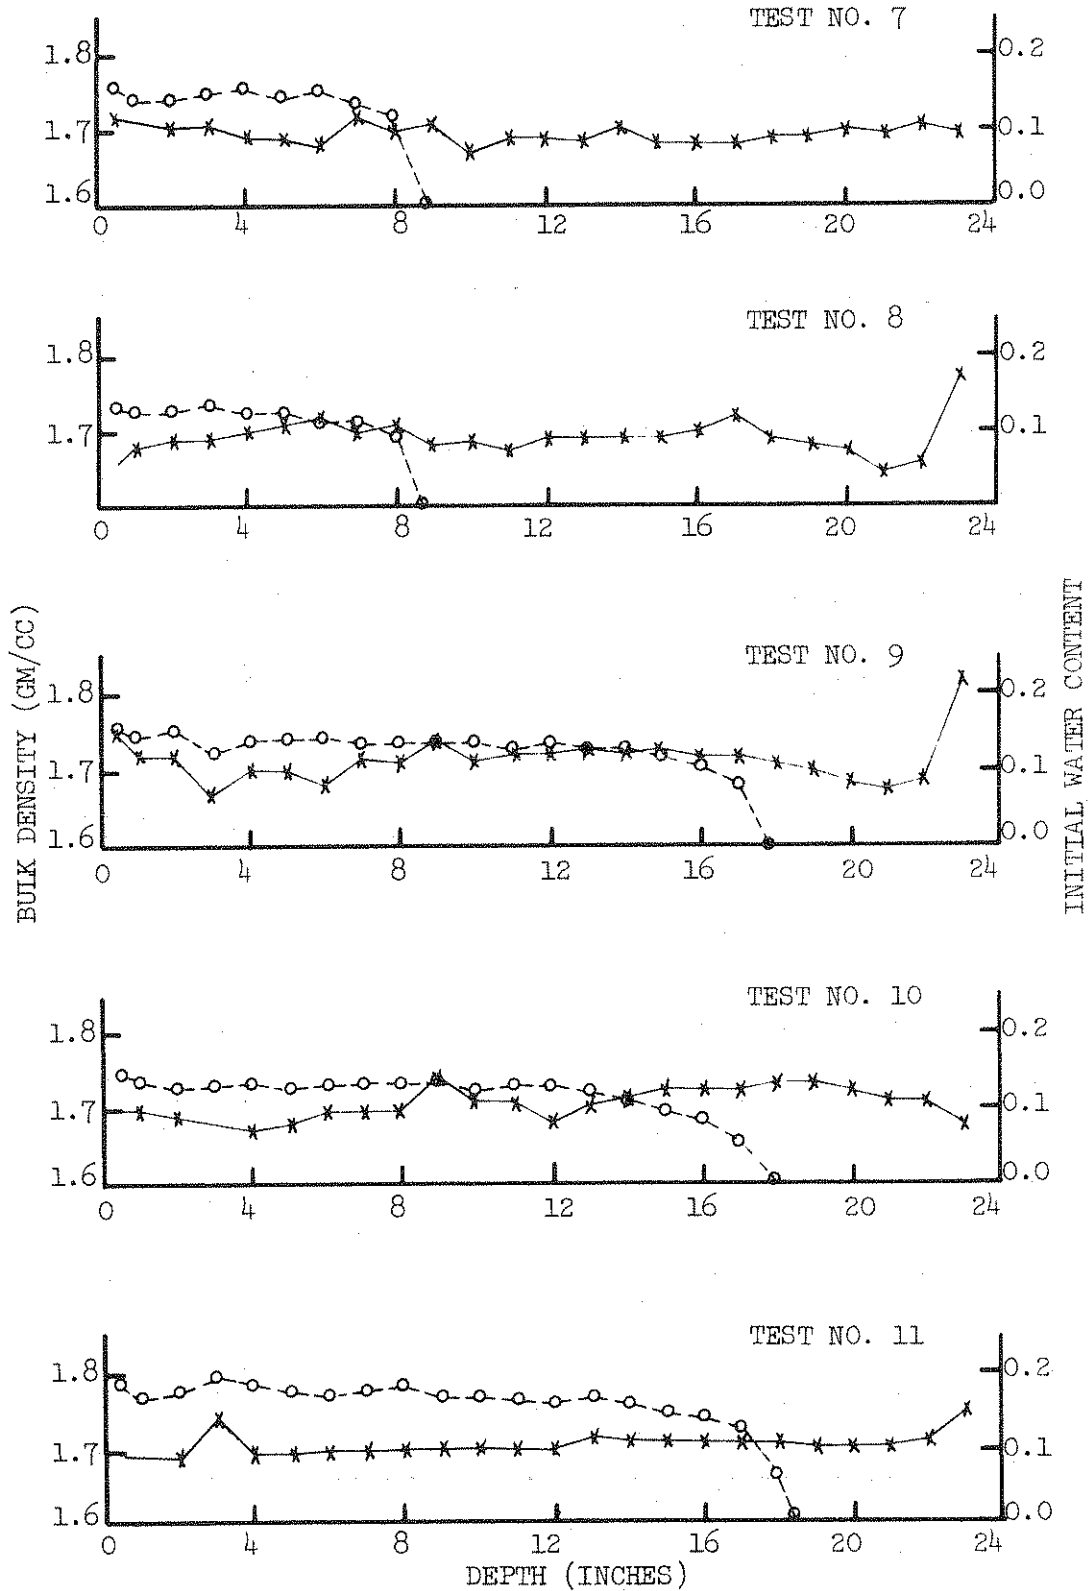 TEST NO. 7
1.8
1.7
1.6
0.2
0.1
0.0
0 4 8 12 16 20 24
TEST NO. 8
1.8
1.7
0.2
0.1
0 4 8 12 16 20 24
TEST NO. 9
1.8
1.7
1.6
0.2
0.1
0.0
0 4 8 12 16 20 24
BULK DENSITY (GM/CC)
INITIAL WATER CONTENT
TEST NO. 10
1.8
1.7
1.6
0.2
0.1
0.0
0 4 8 12 16 20 24
TEST NO. 11
1.8
1.7
1.6
0.2
0.1
0.0
0 4 8 12 16 20 24
DEPTH (INCHES)